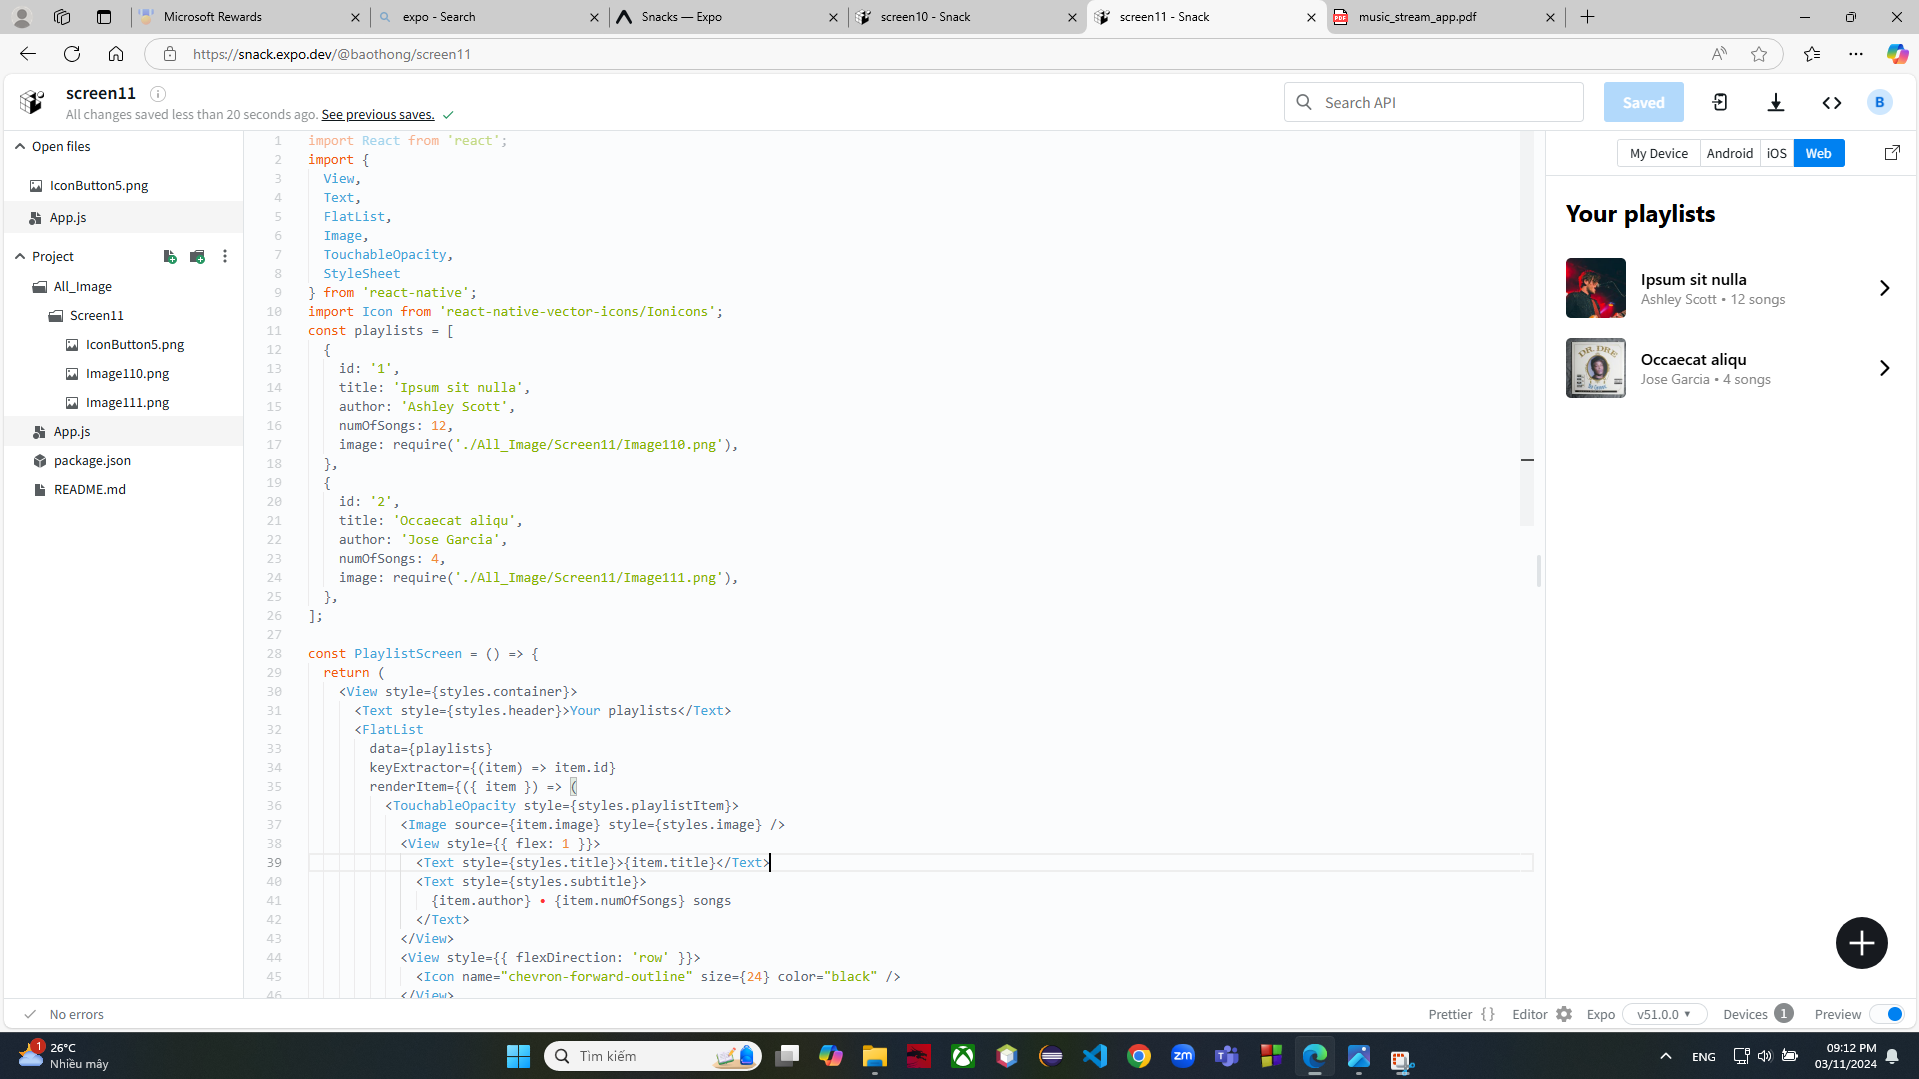 Microsoft Rewards
expo - Search
Snacks — Expo
screen10 - Snack
screen11 - Snack
music_stream_app.pdf
https://snack.expo.dev/@baothong/screen11
screen11
All changes saved less than 20 seconds ago. See previous saves.
Search API
Saved
B
Open files
IconButton5.png
App.js
Project
All_Image
Screen11
IconButton5.png
Image110.png
Image111.png
App.js
package.json
README.md
1 import React from 'react';
2 import {
3 View,
4 Text,
5 FlatList,
6 Image,
7 TouchableOpacity,
8 StyleSheet
9 } from 'react-native';
10 import Icon from 'react-native-vector-icons/Ionicons';
11 const playlists = [
12 {
13 id: '1',
14 title: 'Ipsum sit nulla',
15 author: 'Ashley Scott',
16 numOfSongs: 12,
17 image: require('./All_Image/Screen11/Image110.png'),
18 },
19 {
20 id: '2',
21 title: 'Occaecat aliqu',
22 author: 'Jose Garcia',
23 numOfSongs: 4,
24 image: require('./All_Image/Screen11/Image111.png'),
25 },
26 ];
27
28 const PlaylistScreen = () => {
29 return (
30 <View style={styles.container}>
31 <Text style={styles.header}>Your playlists</Text>
32 <FlatList
33 data={playlists}
34 keyExtractor={(item) => item.id}
35 renderItem={({ item }) => (
36 <TouchableOpacity style={styles.playlistItem}>
37 <Image source={item.image} style={styles.image} />
38 <View style={{ flex: 1 }}>
39 <Text style={styles.title}>{item.title}</Text>
40 <Text style={styles.subtitle}>
41 {item.author} • {item.numOfSongs} songs
42 </Text>
43 </View>
44 <View style={{ flexDirection: 'row' }}>
45 <Icon name="chevron-forward-outline" size={24} color="black" />
46 </View>
My Device
Android
iOS
Web
Your playlists
Ipsum sit nulla
Ashley Scott • 12 songs
DR. DRE
Occaecat aliqu
Jose Garcia • 4 songs
No errors
Prettier {}
Editor
Expo
v51.0.0
Devices 1
Preview
1
26°C
Nhiều mây
Tìm kiếm
zm
ENG
09:12 PM
03/11/2024